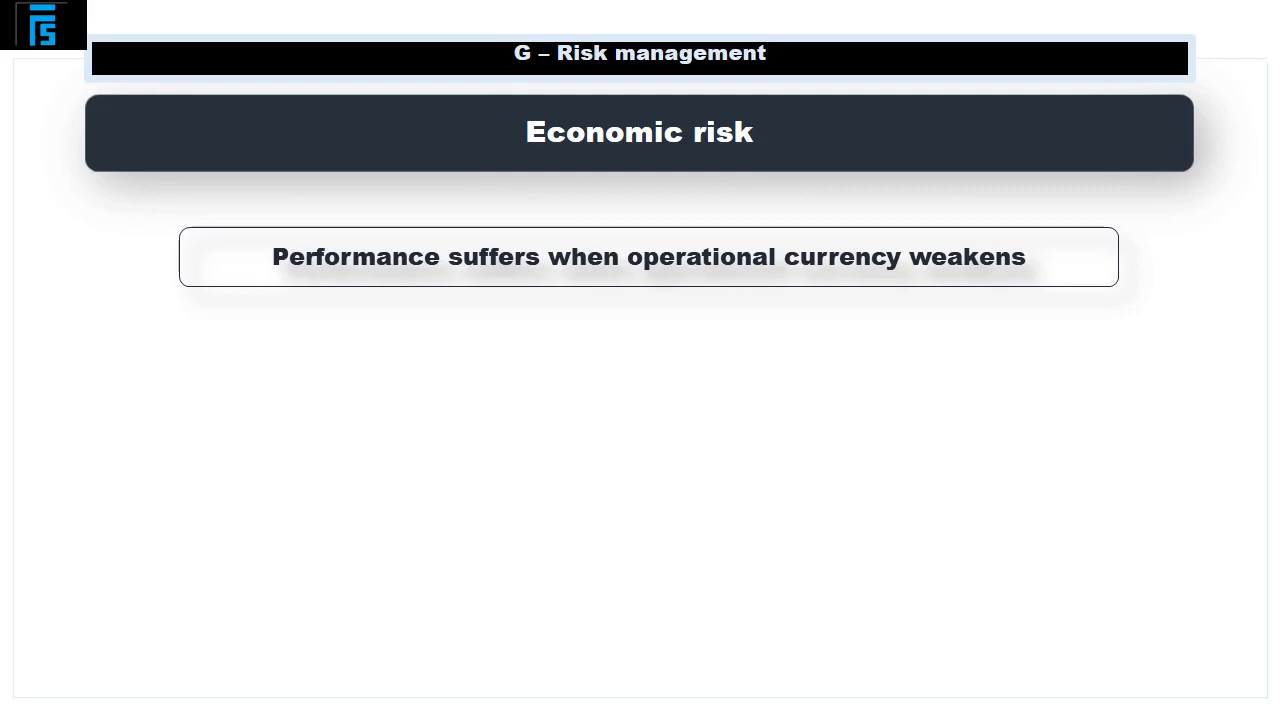 G – Risk management
Economic risk
Performance suffers when operational currency weakens